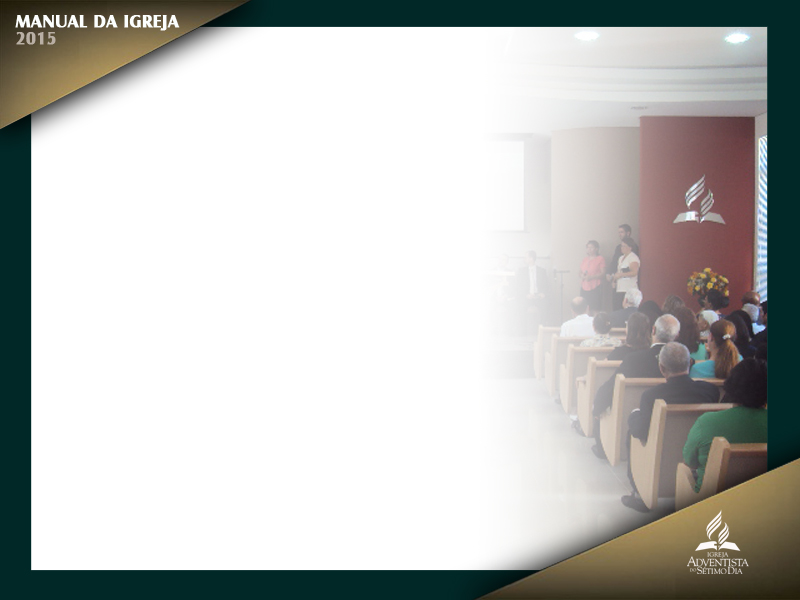 MANUAL DA IGREJA
2015
IGREJA
ADVENTISTA
DO SÉTIMO DIA